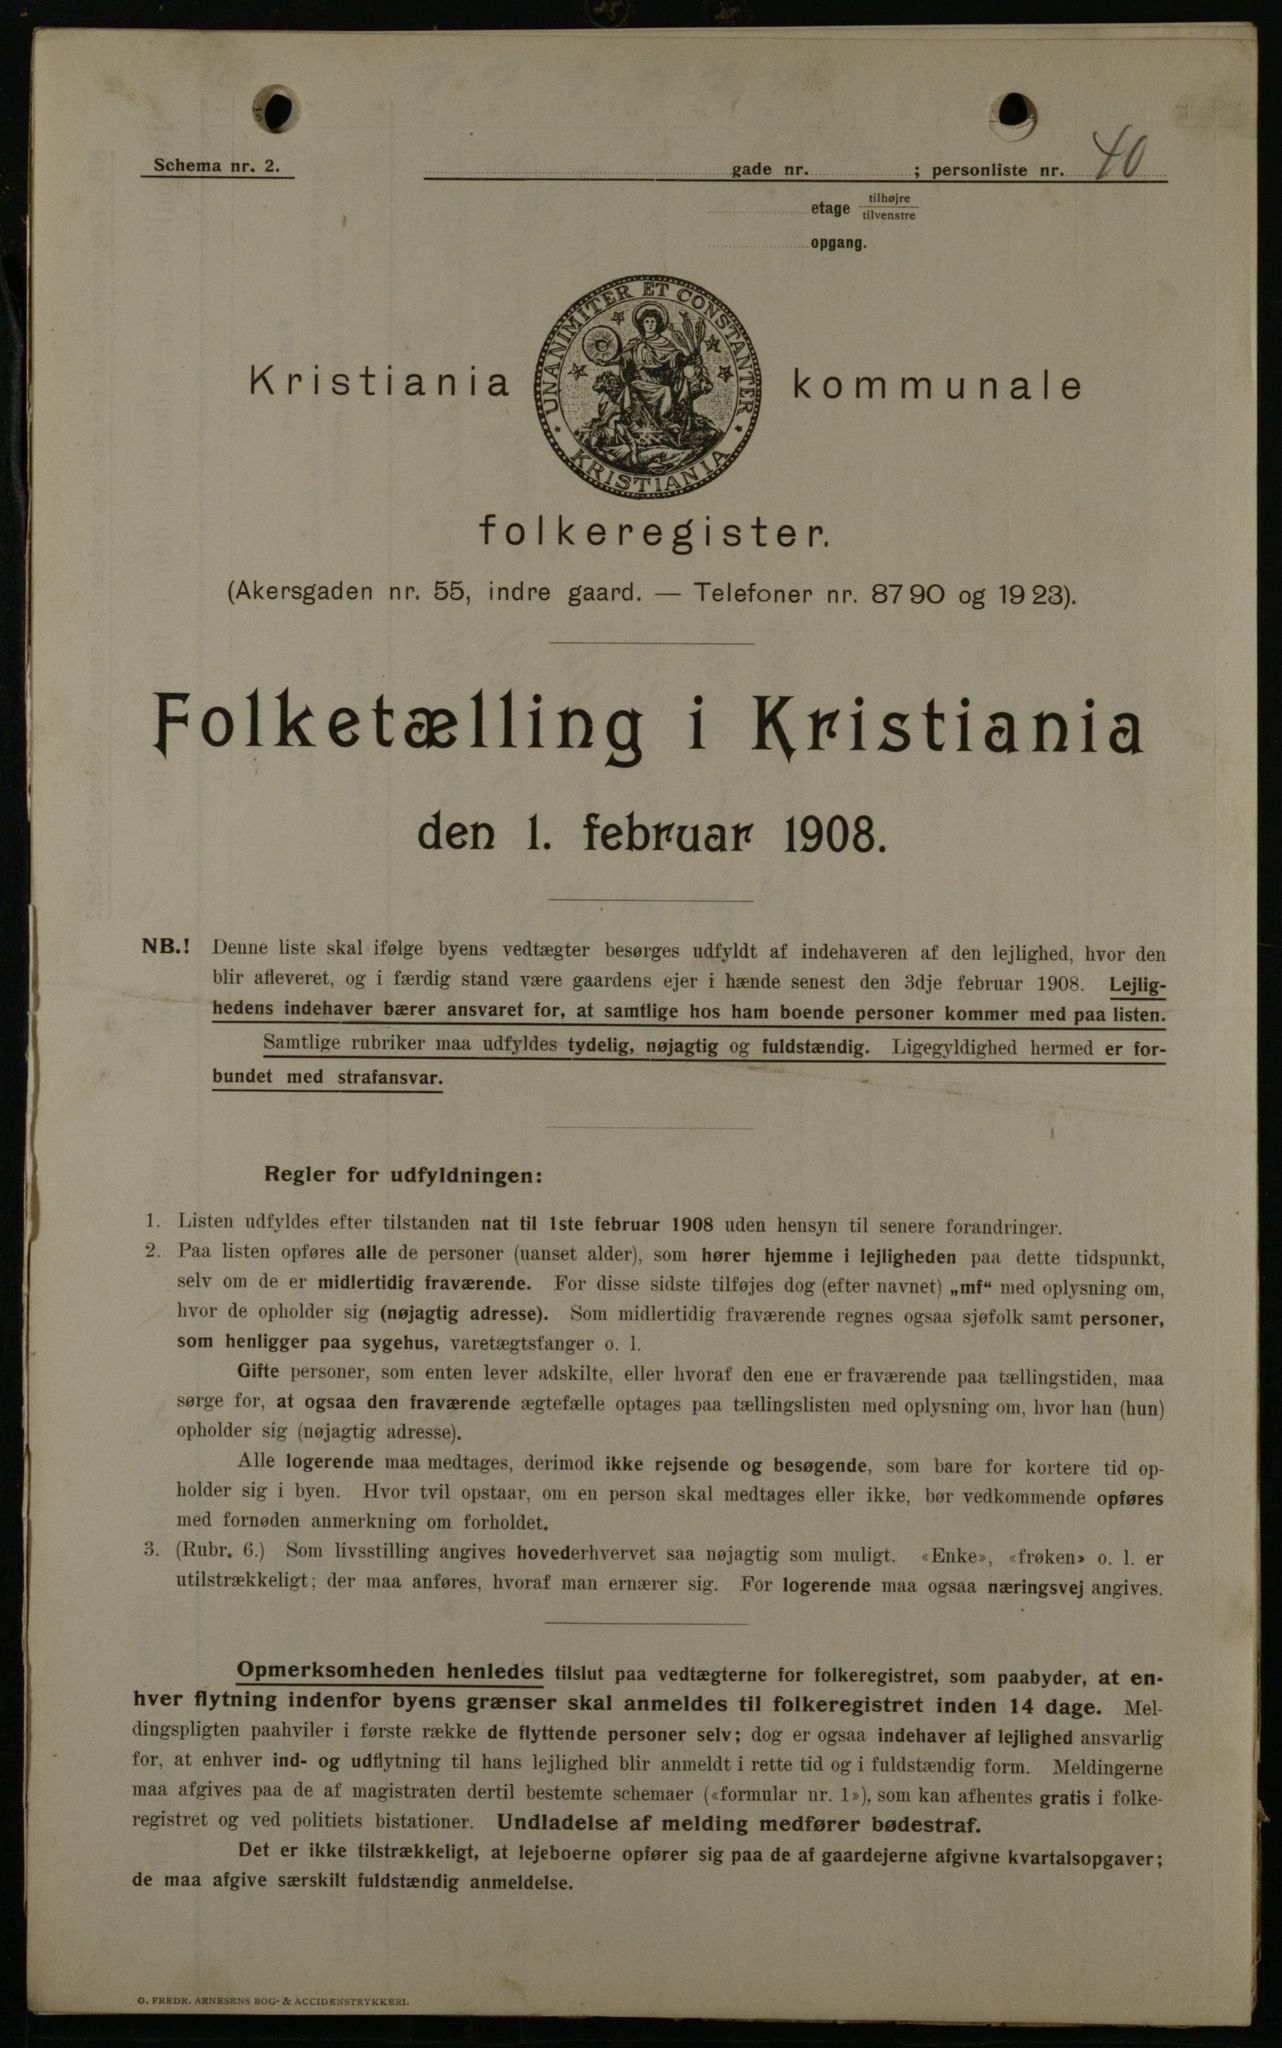 Schema nr. 2.
gade nr. ; personliste nr. 40
etage tilhøjre
tilvenstre
opgang.
UNANIMITER ET CONSTANTER
KRISTIANIA
Kristiania kommunale
folkeregister.
(Akersgaden nr. 55, indre gaard. — Telefoner nr. 8790 og 1923).
Folketælling i Kristiania
den 1. februar 1908.
NB.! Denne liste skal ifølge byens vedtægter besørges udfyldt af indehaveren af den lejlighed, hvor den
blir afleveret, og i færdig stand være gaardens ejer i hænde senest den 3dje februar 1908. Lejlig-
hedens indehaver bærer ansvaret for, at samtlige hos ham boende personer kommer med paa listen.
Samtlige rubriker maa udfyldes tydelig, nøjagtig og fuldstændig. Ligegyldighed hermed er for-
bundet med strafansvar.
Regler for udfyldningen:
1. Listen udfyldes efter tilstanden nat til 1ste februar 1908 uden hensyn til senere forandringer.
2. Paa listen opføres alle de personer (uanset alder), som hører hjemme i lejligheden paa dette tidspunkt,
selv om de er midlertidig fraværende. For disse sidste tilføjes dog (efter navnet) „mf“ med oplysning om,
hvor de opholder sig (nøjagtig adresse). Som midlertidig fraværende regnes ogsaa sjøfolk samt personer,
som henligger paa sygehus, varetægtsfanger o. l.
Gifte personer, som enten lever adskilte, eller hvoraf den ene er fraværende paa tællingstiden, maa
sørge for, at ogsaa den fraværende ægtefælle optages paa tællingslisten med oplysning om, hvor han (hun)
opholder sig (nøjagtig adresse).
Alle logerende maa medtages, derimod ikke rejsende og besøgende, som bare for kortere tid op-
holder sig i byen. Hvor tvil opstaar, om en person skal medtages eller ikke, bør vedkommende opføres
med fornøden anmerkning om forholdet.
3. (Rubr. 6.) Som livsstilling angives hovederhvervet saa nøjagtig som muligt. «Enke», «frøken» o. l. er
utilstrækkeligt; der maa anføres, hvoraf man ernærer sig. For logerende maa ogsaa næringsvej angives.
Opmerksomheden henledes tilslut paa vedtægterne for folkeregistret, som paabyder, at en-
hver flytning indenfor byens grænser skal anmeldes til folkeregistret inden 14 dage. Mel-
dingspligten paahviler i første række de flyttende personer selv; dog er ogsaa indehaver af lejlighed ansvarlig
for, at enhver ind- og udflytning til hans lejlighed blir anmeldt i rette tid og i fuldstændig form. Meldingerne
maa afgives paa de af magistraten dertil bestemte schemaer («formular nr. 1»), som kan afhentes gratis i folke-
registret og ved politiets bistationer. Undladelse af melding medfører bødestraf.
Det er ikke tilstrækkeligt, at lejeboerne opfører sig paa de af gaardejerne afgivne kvartalsopgaver;
de maa afgive særskilt fuldstændig anmeldelse.
O. FREDR. ARNESENS BOG- & ACCIDENSTRYKKERI.